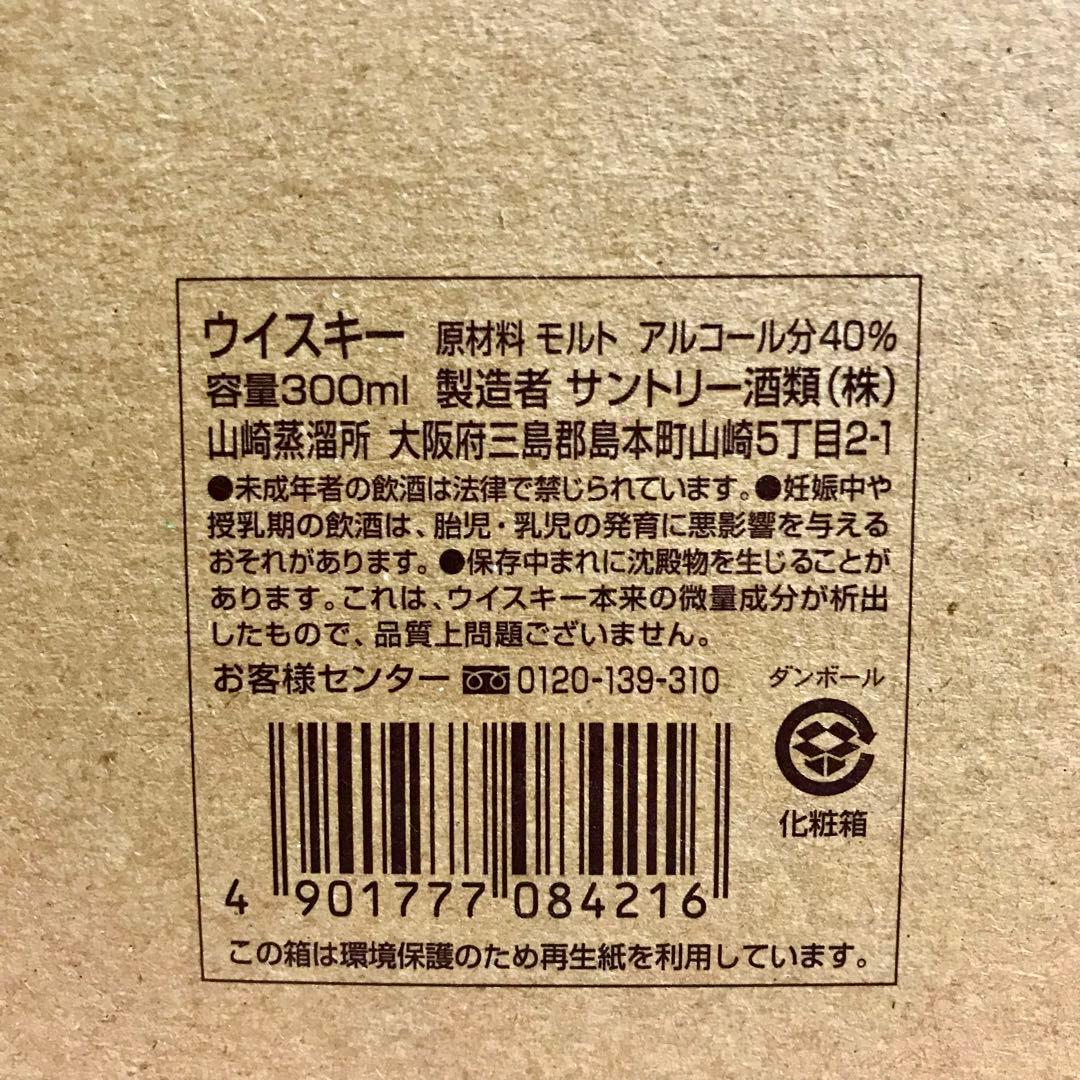 ウイスキー 原材料 モルト アルコール分40%
容量300ml 製造者 サントリー酒類(株)
山崎蒸溜所 大阪府三島郡島本町山崎5丁目2-1
●未成年者の飲酒は法律で禁じられています。●妊娠中や
授乳期の飲酒は、胎児・乳児の発育に悪影響を与える
おそれがあります。●保存中まれに沈殿物を生じることが
あります。これは、ウイスキー本来の微量成分が析出
したもので、品質上問題ございません。
お客様センター 0120-139-310
ダンボール
化粧箱
4 901777 084216
この箱は環境保護のため再生紙を利用しています。